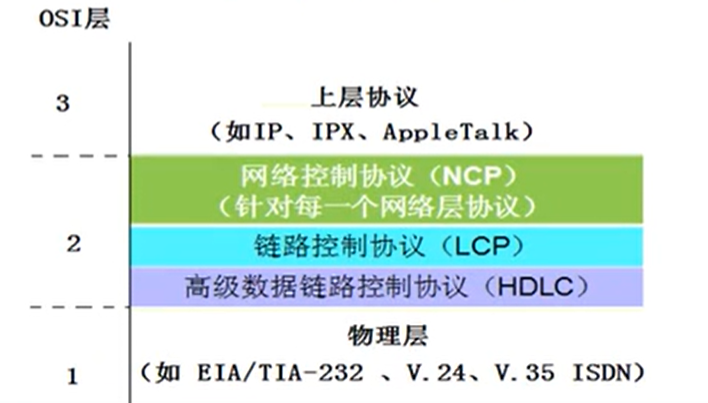 OSI层
3
上层协议
（如IP、IPX、AppleTalk）
网络控制协议（NCP）
（针对每一个网络层协议）
2
链路控制协议（LCP）
高级数据链路控制协议（HDLC）
物理层
1
（如 EIA/TIA-232 、V.24、V.35 ISDN）